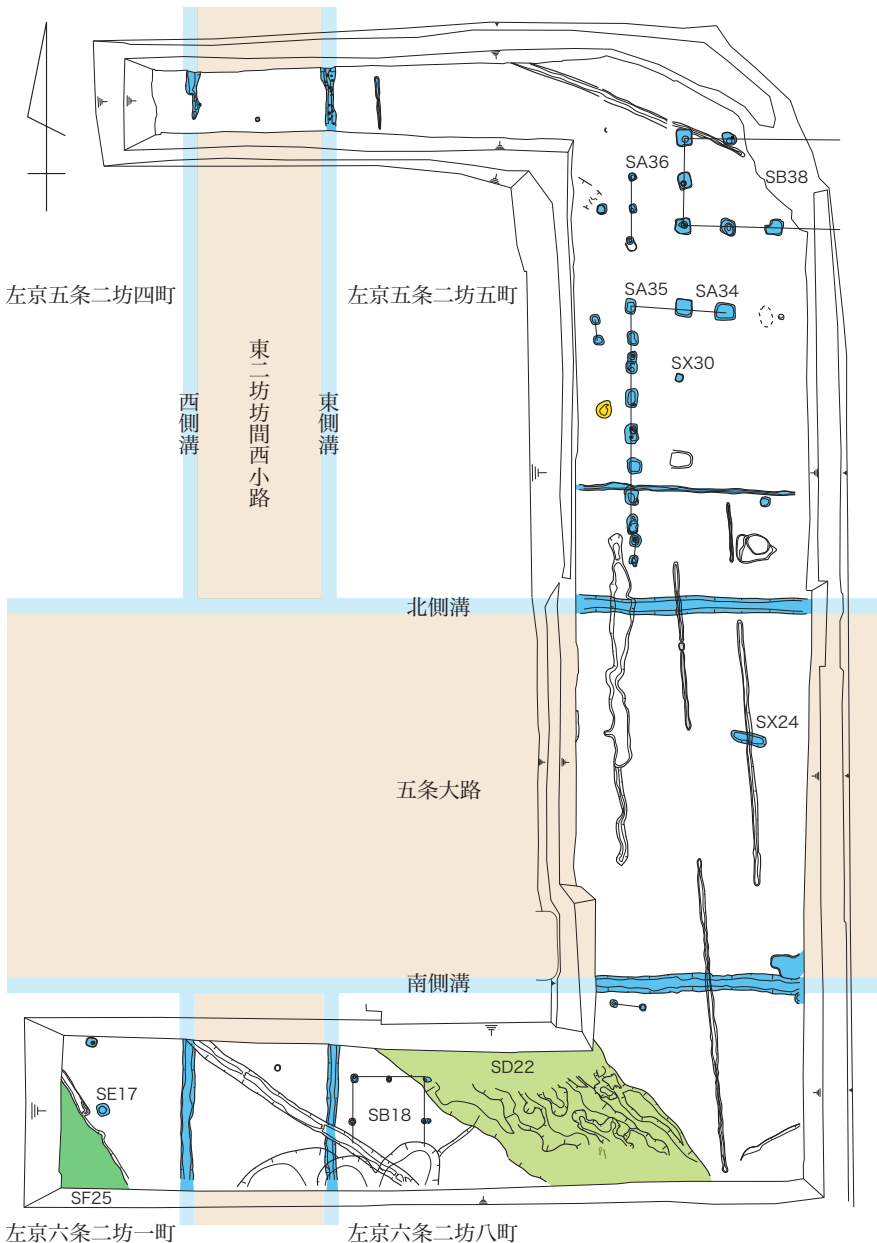 SA36
SB38
左京五条二坊四町
左京五条二坊五町
SA35
SA34
東二坊坊間西小路
西側溝
東側溝
SX30
北側溝
SX24
五条大路
南側溝
SD22
SE17
SB18
SF25
左京六条二坊一町
左京六条二坊八町